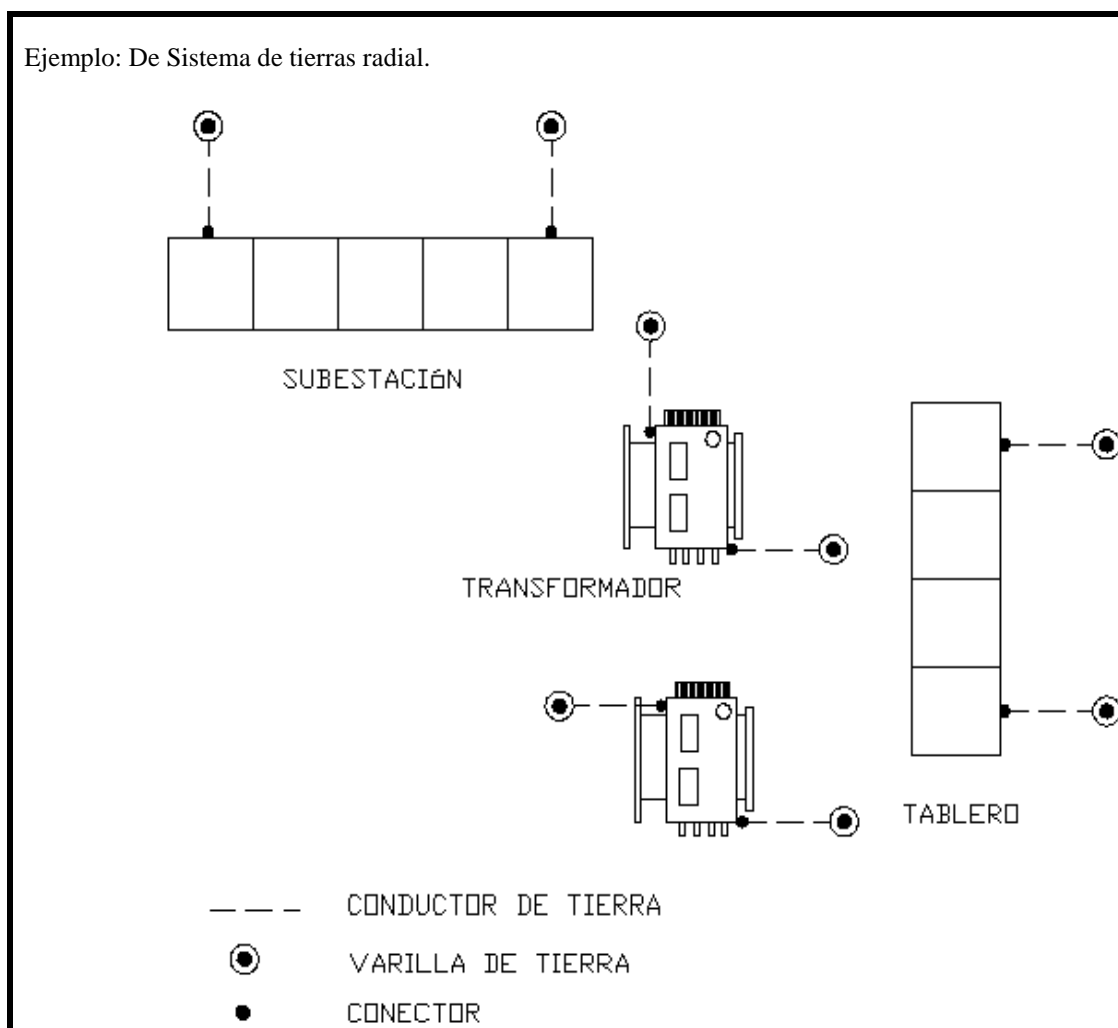 Ejemplo: De Sistema de tierras radial.
SUBESTACIóN
TRANSFORMADOR
TABLERO
CONDUCTOR DE TIERRA
VARILLA DE TIERRA
CONECTOR